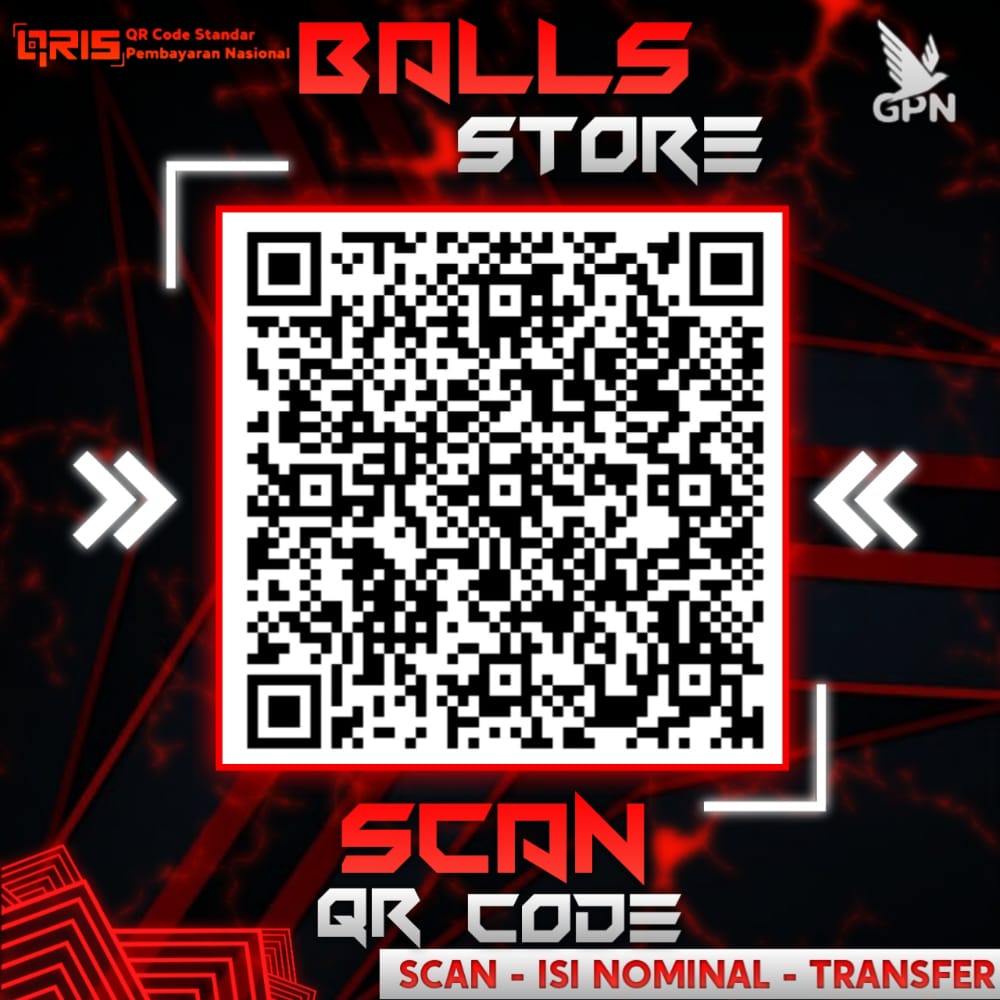 QRIS QR Code Standar
Pembayaran Nasional
BALLS
STORE
GPN
SCAN
QR CODE
SCAN - ISI NOMINAL - TRANSFER